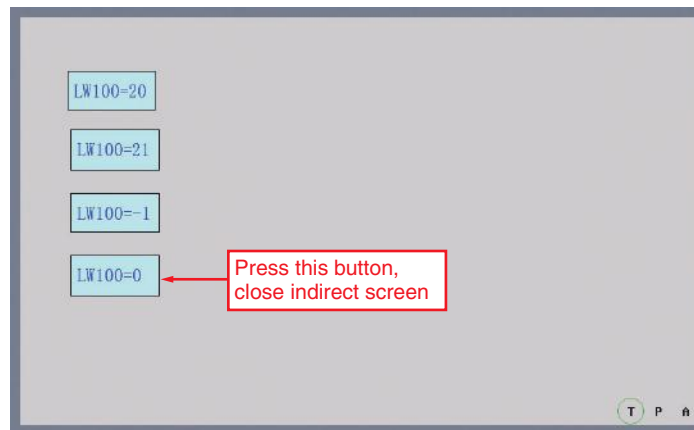 LW100=20
LW100=21
LW100=-1
LW100=0
Press this button,
close indirect screen
T P A